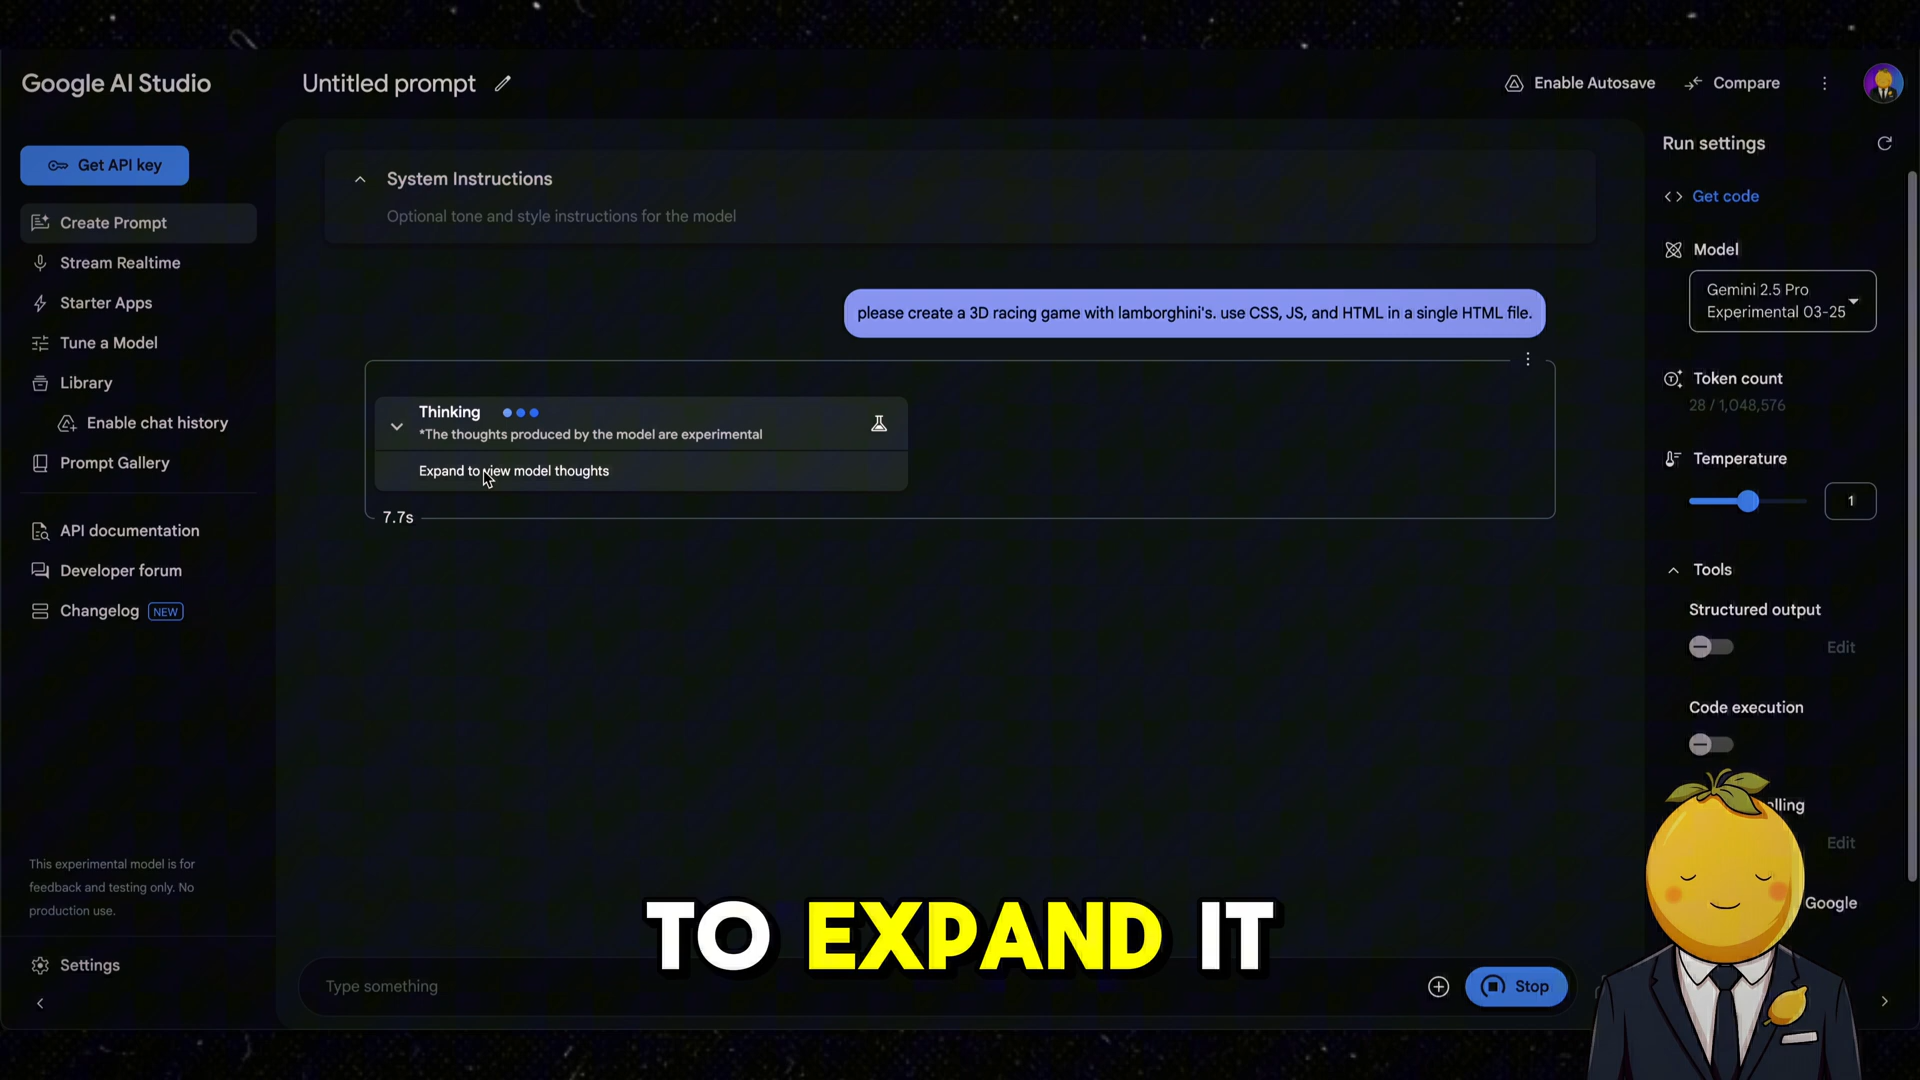 Google AI Studio
Untitled prompt
Enable Autosave
Compare
Get API key
Create Prompt
Stream Realtime
Starter Apps
Tune a Model
Library
Enable chat history
Prompt Gallery
API documentation
Developer forum
Changelog NEW
This experimental model is for
feedback and testing only. No
production use.
Settings
System Instructions
Optional tone and style instructions for the model
please create a 3D racing game with lamborghini's. use CSS, JS, and HTML in a single HTML file.
Thinking
*The thoughts produced by the model are experimental
Expand to view model thoughts
7.7s
TO EXPAND IT
Type something
Stop
Run settings
Get code
Model
Gemini 2.5 Pro
Experimental 03-25
Token count
28 / 1,048,576
Temperature
1
Tools
Structured output
Edit
Code execution
Edit
Google